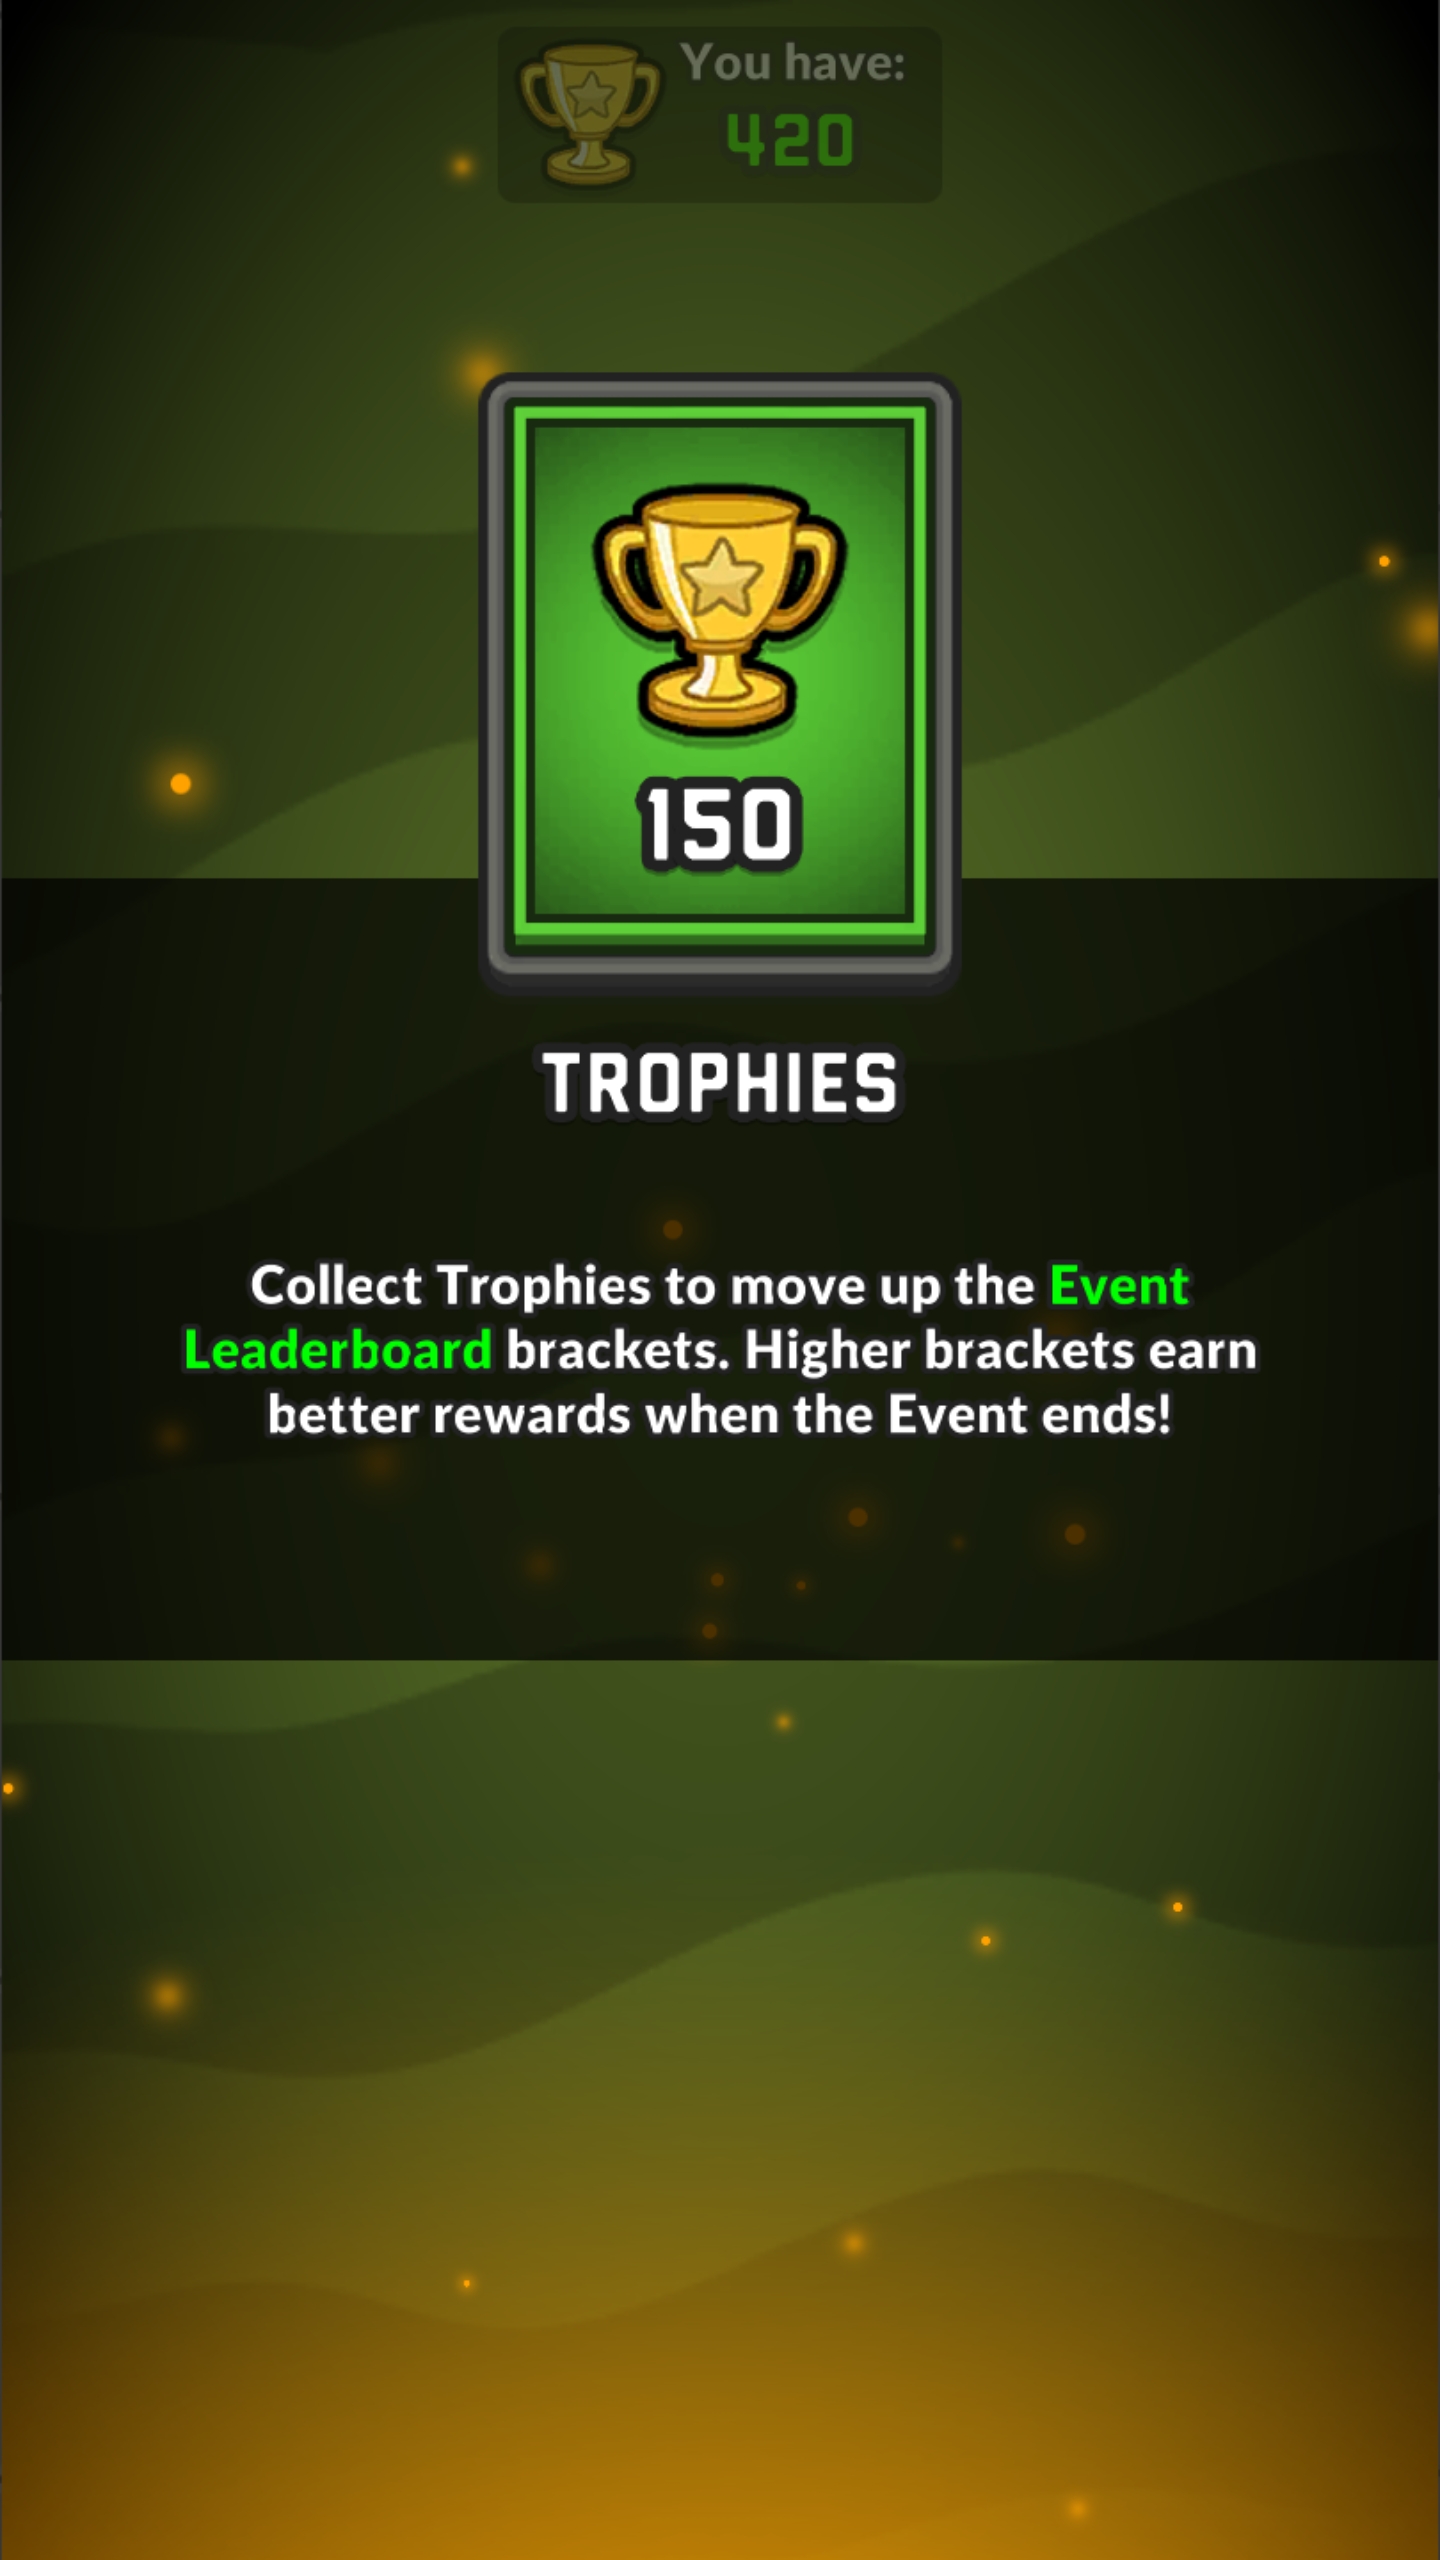 You have:
420
150
TROPHIES
Collect Trophies to move up the Event
Leaderboard brackets. Higher brackets earn
better rewards when the Event ends!